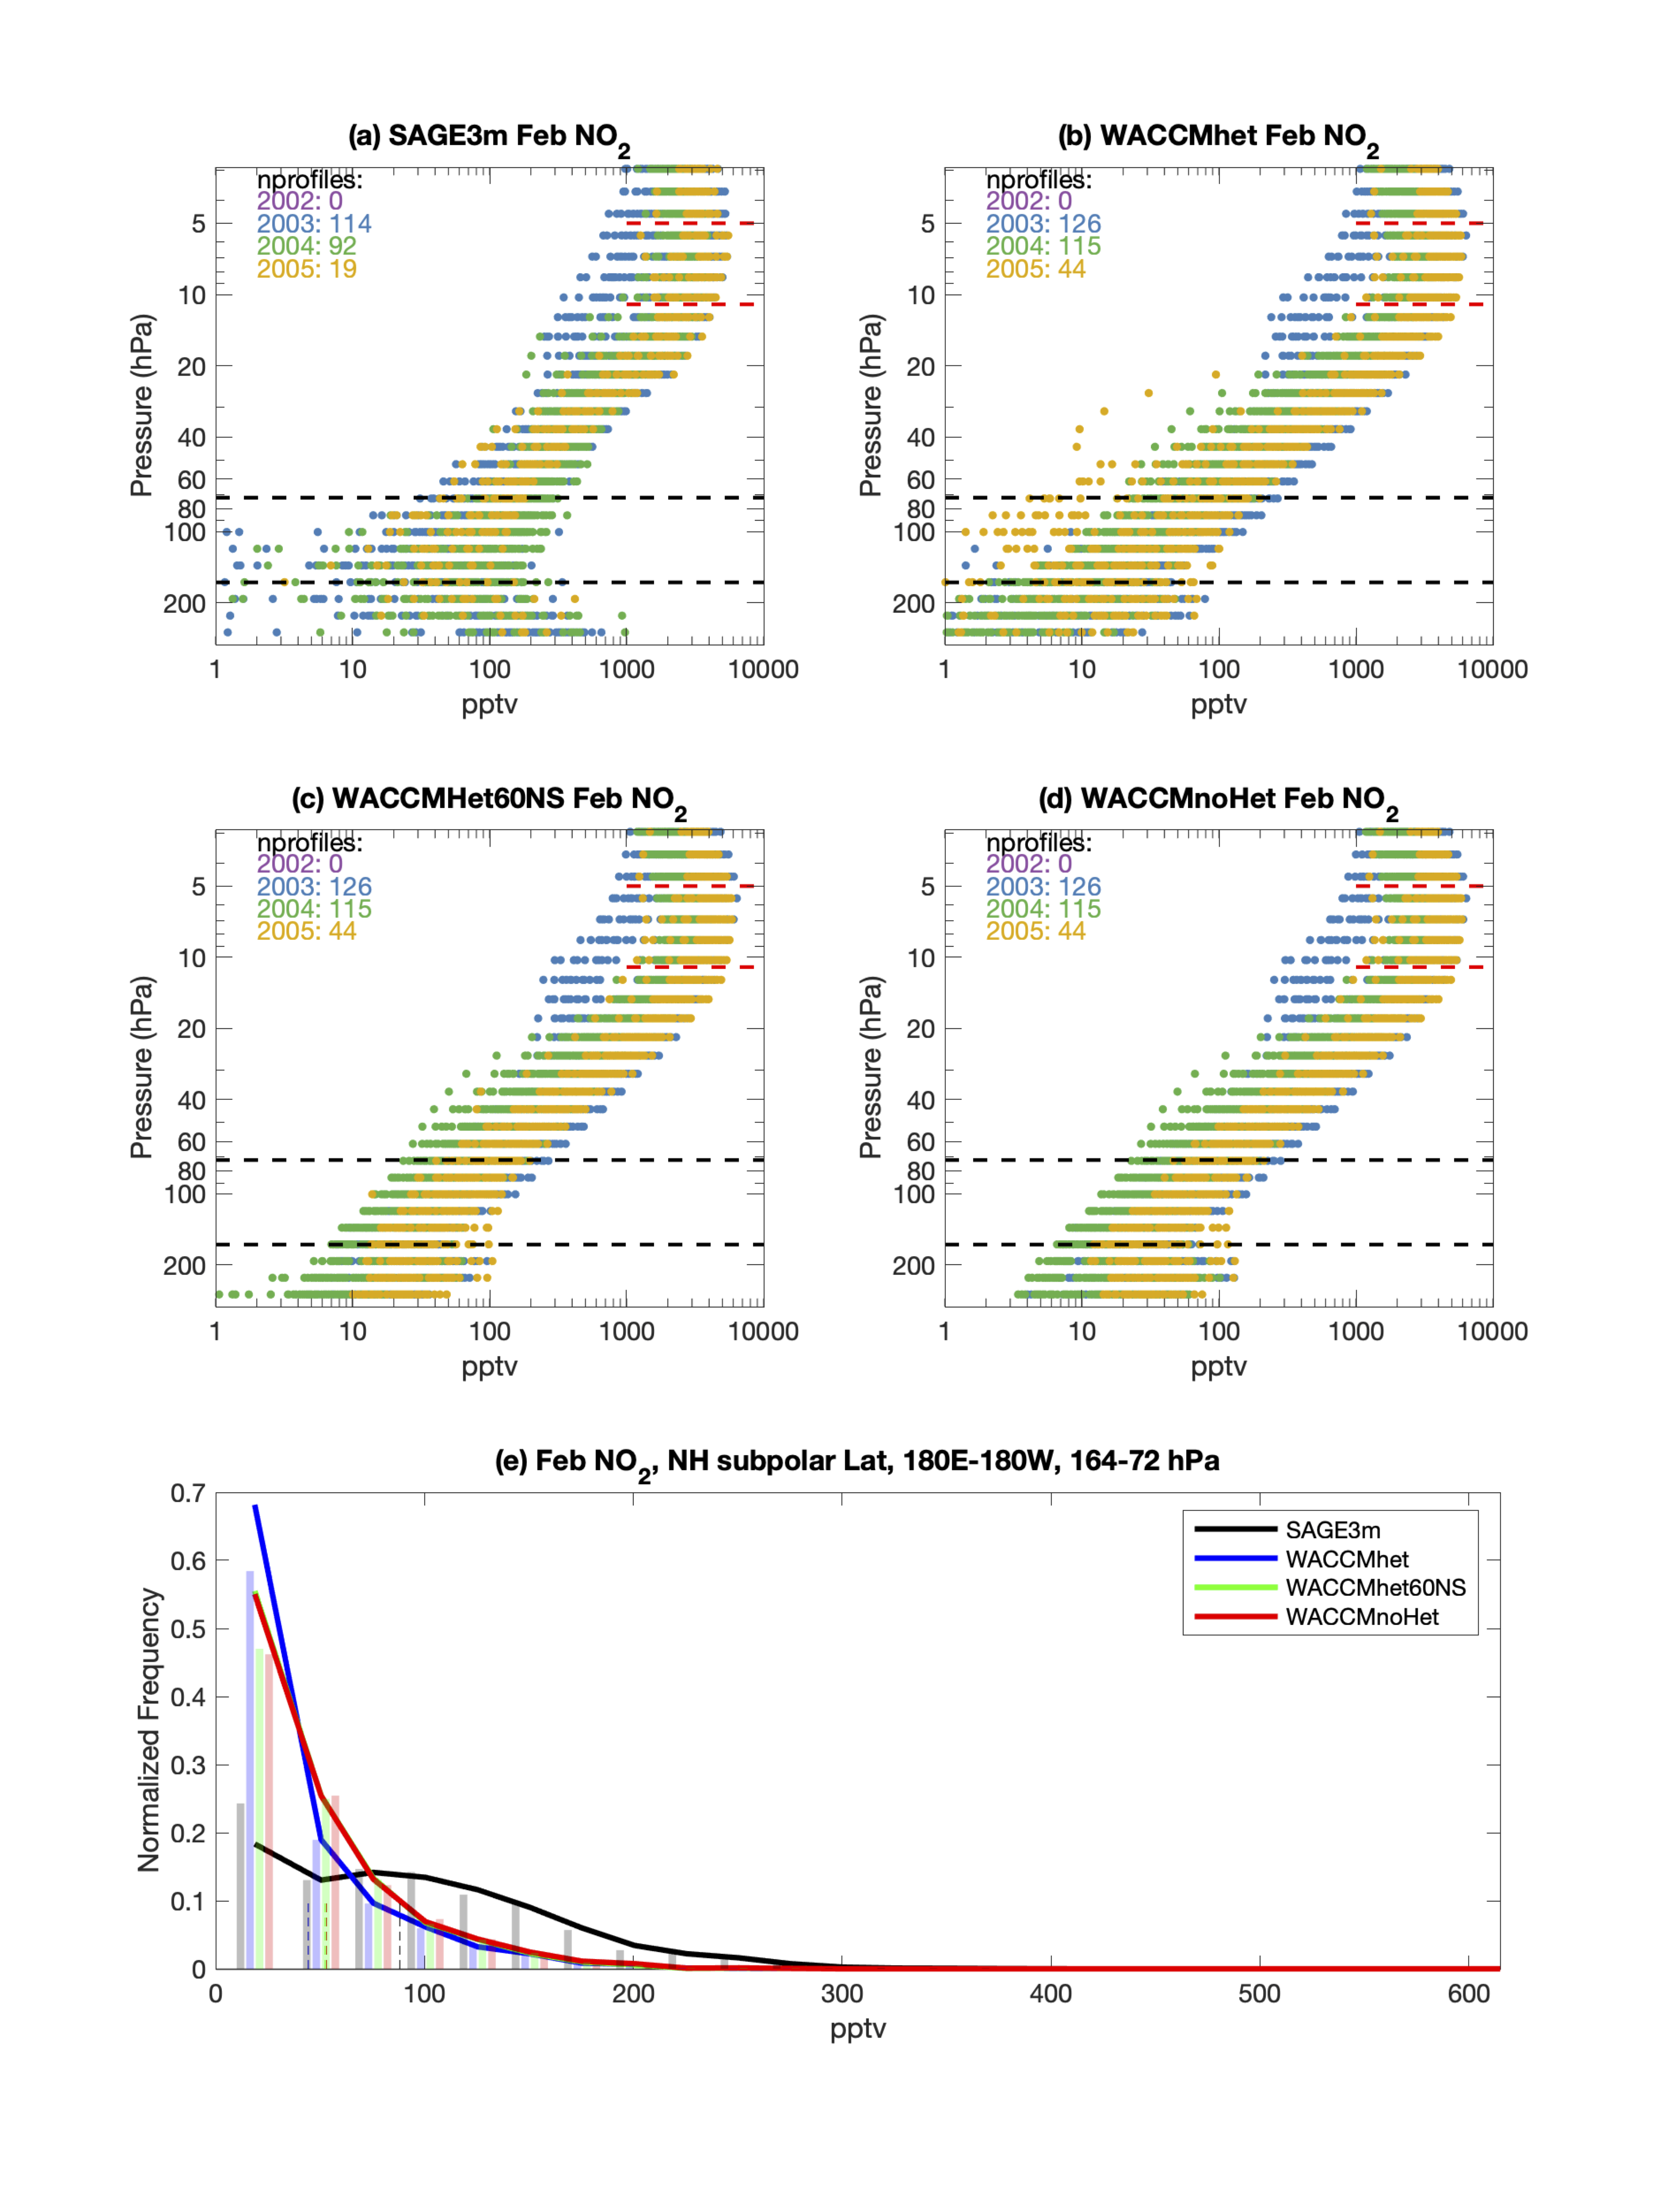 (a) SAGE3m Feb NO2
nprofiles:
2002: 0
2003: 114
2004: 92
2005: 19
5
10
20
40
60
80
100
200
Pressure (hPa)
1 10 100 1000 10000
pptv
(b) WACCMhet Feb NO2
nprofiles:
2002: 0
2003: 126
2004: 115
2005: 44
5
10
20
40
60
80
100
200
Pressure (hPa)
1 10 100 1000 10000
pptv
(c) WACCMHet60NS Feb NO2
nprofiles:
2002: 0
2003: 126
2004: 115
2005: 44
5
10
20
40
60
80
100
200
Pressure (hPa)
1 10 100 1000 10000
pptv
(d) WACCMnoHet Feb NO2
nprofiles:
2002: 0
2003: 126
2004: 115
2005: 44
5
10
20
40
60
80
100
200
Pressure (hPa)
1 10 100 1000 10000
pptv
(e) Feb NO2, NH subpolar Lat, 180E-180W, 164-72 hPa
0.7
0.6
0.5
0.4
0.3
0.2
0.1
0
Normalized Frequency
SAGE3m
WACCMhet
WACCMhet60NS
WACCMnoHet
0 100 200 300 400 500 600
pptv